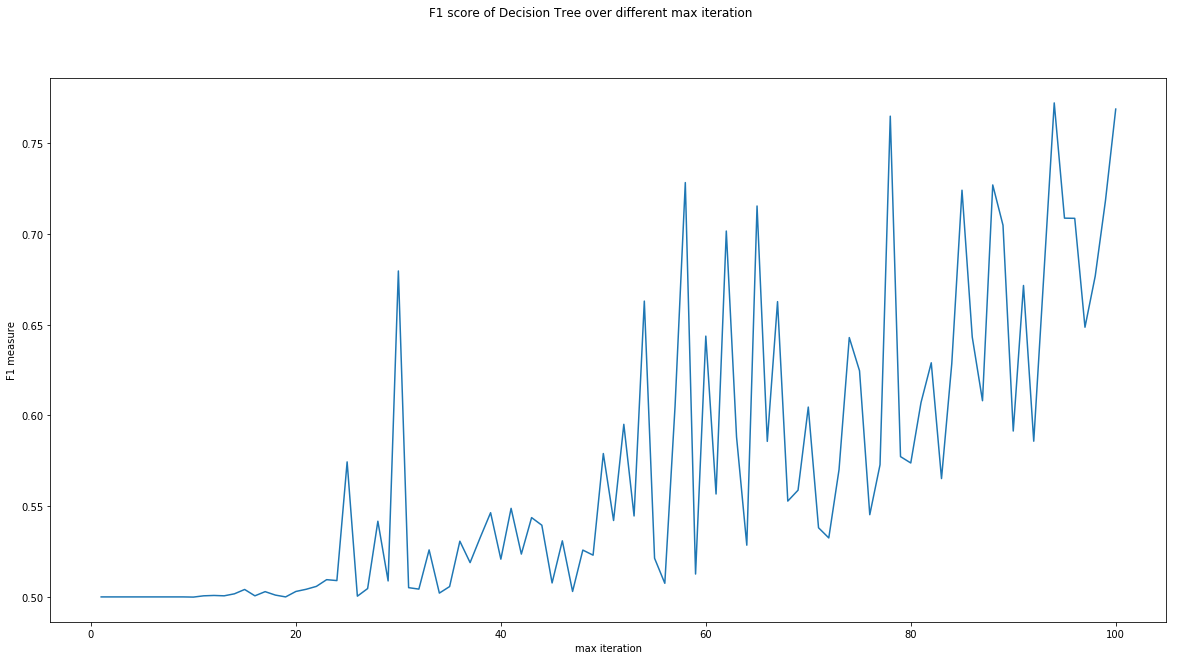 F1 score of Decision Tree over different max iteration
0.75
0.70
0.65
0.60
0.55
0.50
F1 measure
0 20 40 60 80 100
max iteration